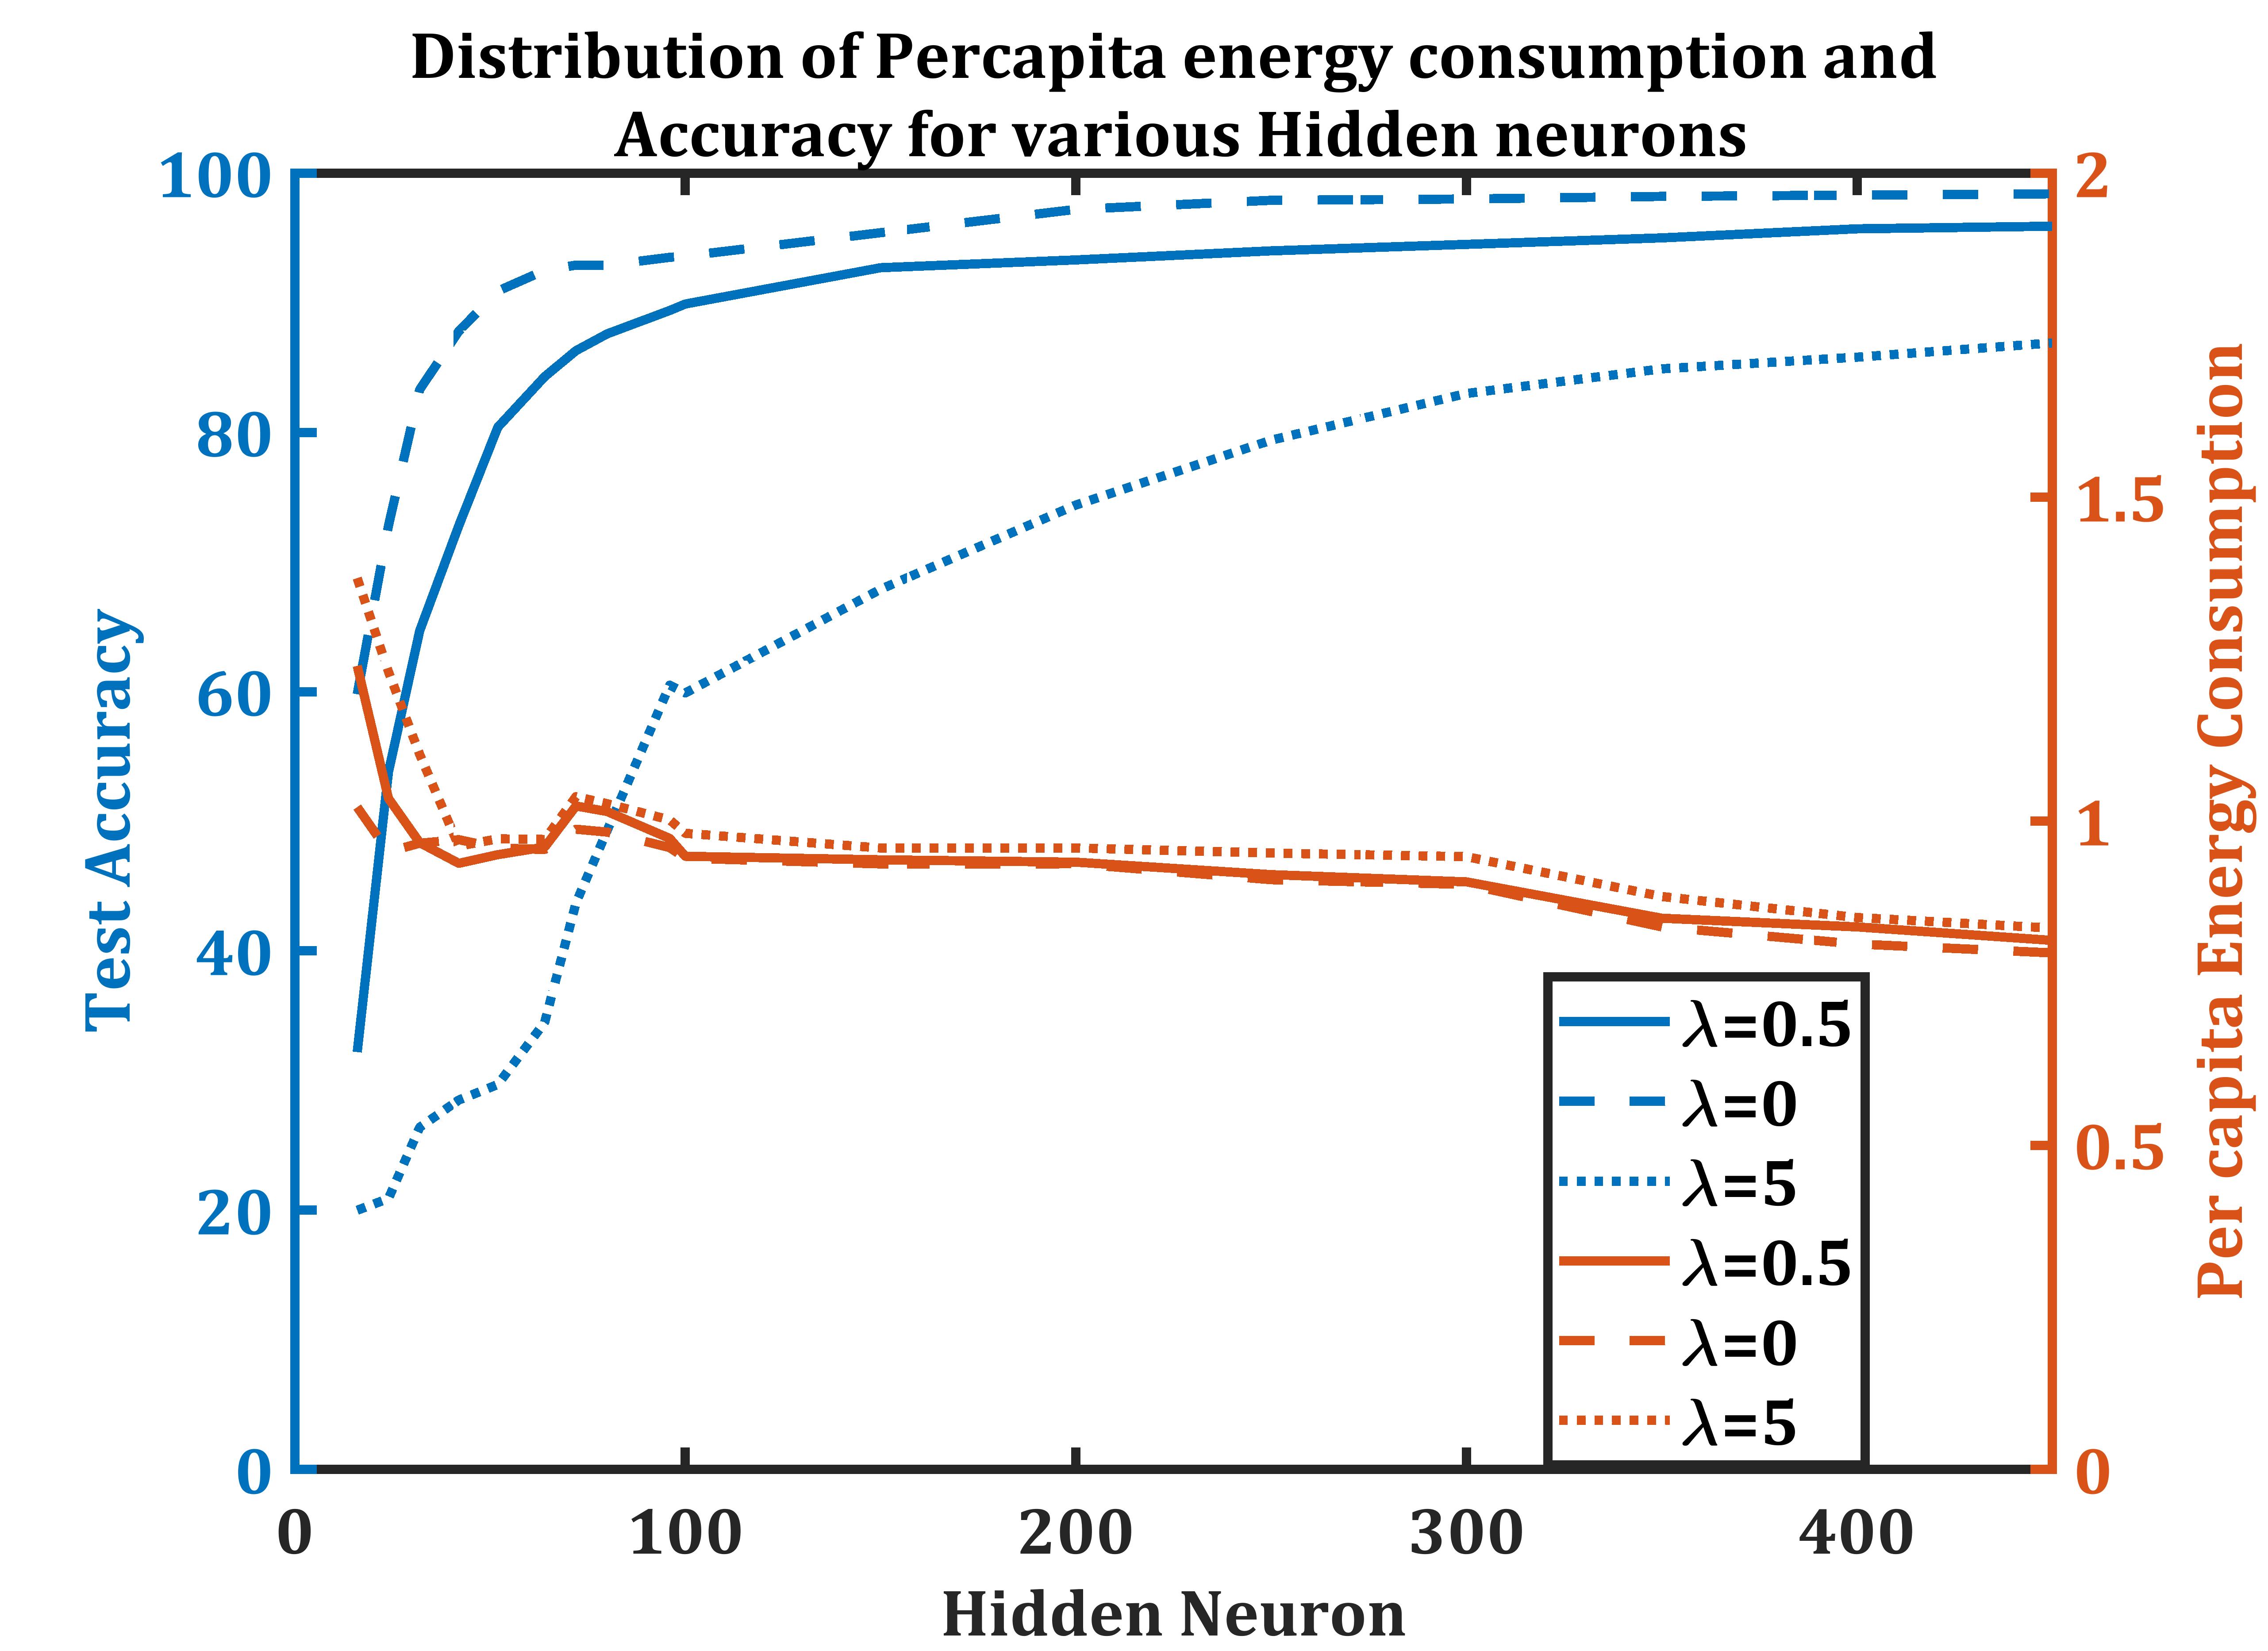 Distribution of Percapita energy consumption and
Accuracy for various Hidden neurons
100
80
60
40
20
0
Test Accuracy
2
1.5
1
0.5
0
Per capita Energy Consumption
λ=0.5
λ=0
λ=5
λ=0.5
λ=0
λ=5
0 100 200 300 400
Hidden Neuron